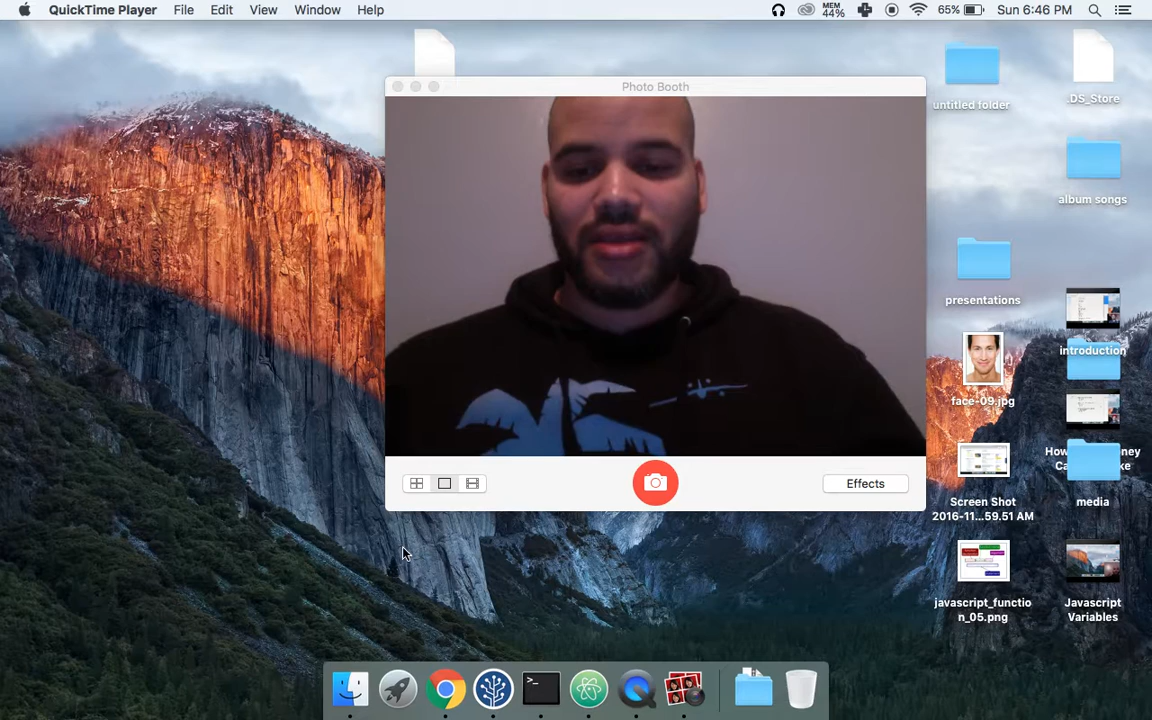 QuickTime Player File Edit View Window Help MEM 44% 65% Sun 6:46 PM
Photo Booth
untitled folder
.DS_Store
album songs
presentations
introduction
face-09.jpg
Screen Shot
2016-11...59.51 AM
media
javascript_functio
n_05.png
Javascript
Variables
Effects
>_